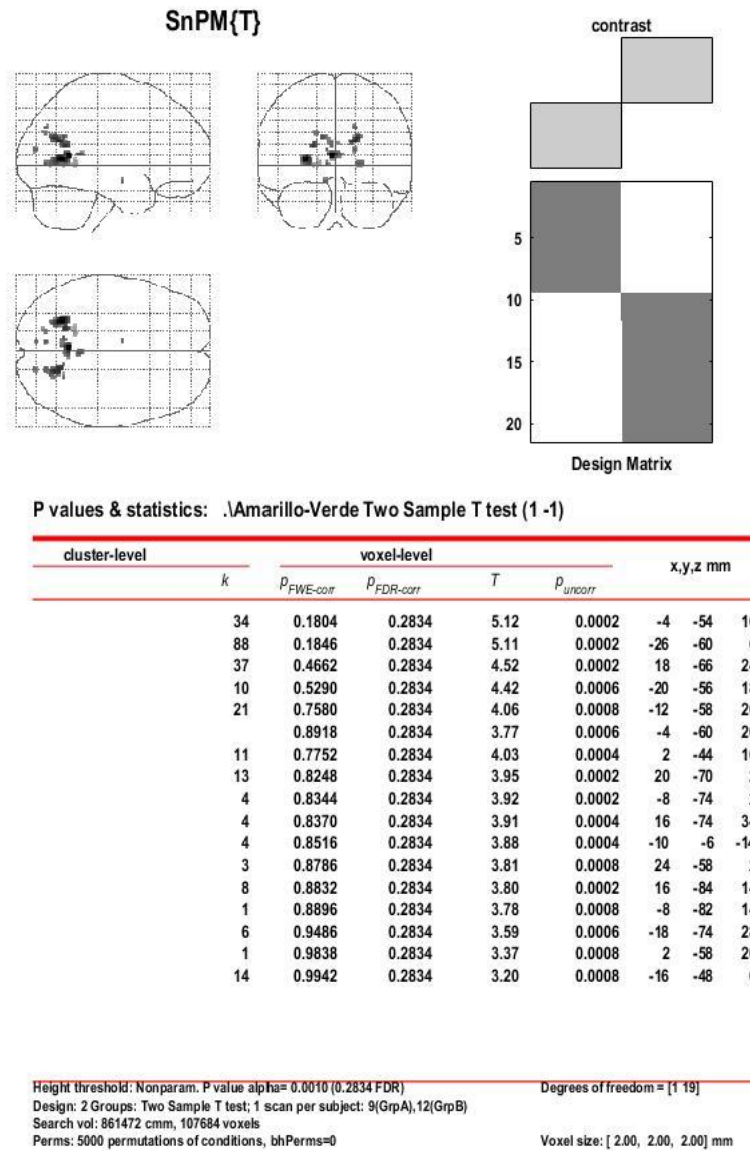 SnPM{T}
contrast
5
10
15
20
Design Matrix
P values & statistics: .\Amarillo-Verde Two Sample T test (1 -1)
cluster-level voxel-level x,y,z mm
k pFWE-corr pFDR-corr T puncorr
34 0.1804 0.2834 5.12 0.0002 -4 -54
88 0.1846 0.2834 5.11 0.0002 -26 -60
37 0.4662 0.2834 4.52 0.0002 18 -66
10 0.5290 0.2834 4.42 0.0006 -20 -56
21 0.7580 0.2834 4.06 0.0008 -12 -58
0.8918 0.2834 3.77 0.0006 -4 -60
11 0.7752 0.2834 4.03 0.0004 2 -44
13 0.8248 0.2834 3.95 0.0002 20 -70
4 0.8344 0.2834 3.92 0.0002 -8 -74
4 0.8370 0.2834 3.91 0.0004 16 -74
4 0.8516 0.2834 3.88 0.0004 -10 -6
3 0.8786 0.2834 3.81 0.0008 24 -58
8 0.8832 0.2834 3.80 0.0002 16 -84
1 0.8896 0.2834 3.78 0.0008 -8 -82
6 0.9486 0.2834 3.59 0.0006 -18 -74
1 0.9838 0.2834 3.37 0.0008 2 -58
14 0.9942 0.2834 3.20 0.0008 -16 -48
Height threshold: Nonparam. P value alpha= 0.0010 (0.2834 FDR) Degrees of freedom = [1 19]
Design: 2 Groups: Two Sample T test; 1 scan per subject: 9(GrpA),12(GrpB)
Search vol: 861472 cmm, 107684 voxels
Perms: 5000 permutations of conditions, bhPerms=0 Voxel size: [ 2.00, 2.00, 2.00] mm